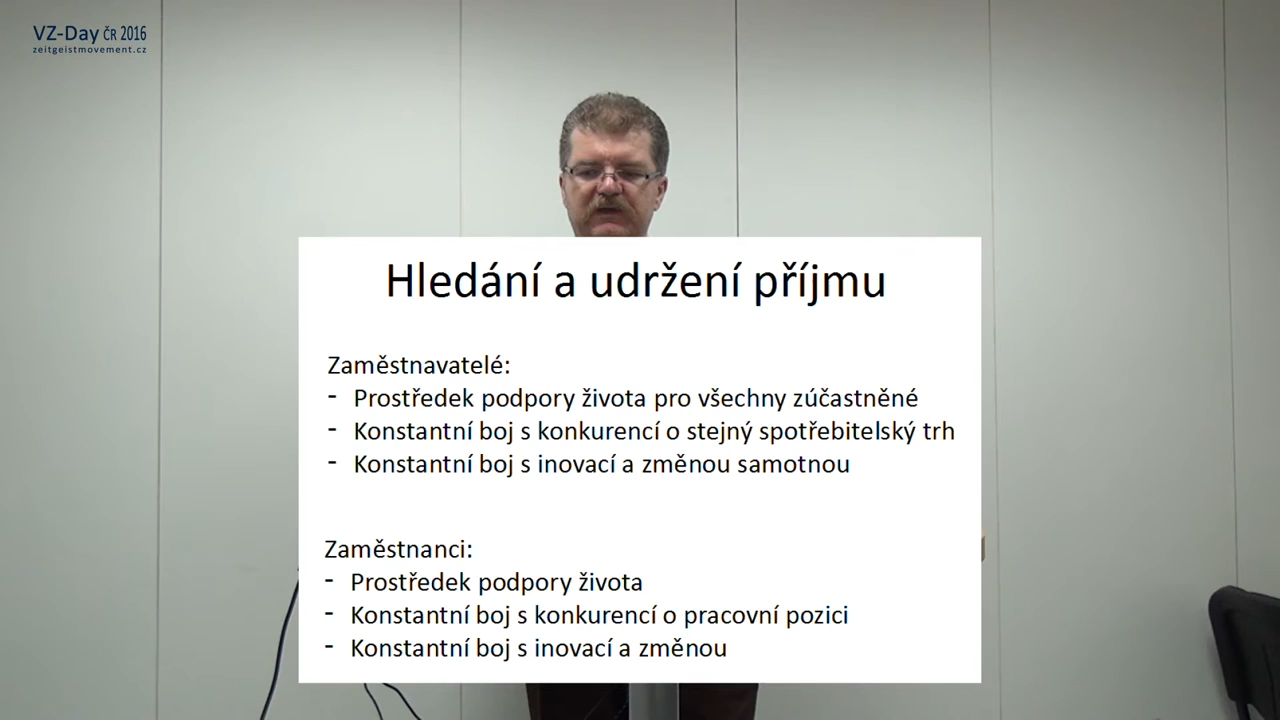 VZ-Day ČR 2016
zeitgeistmovement.cz
Hledání a udržení příjmu
Zaměstnavatelé:
- Prostředek podpory života pro všechny zúčastněné
- Konstantní boj s konkurencí o stejný spotřebitelský trh
- Konstantní boj s inovací a změnou samotnou
Zaměstnanci:
- Prostředek podpory života
- Konstantní boj s konkurencí o pracovní pozici
- Konstantní boj s inovací a změnou